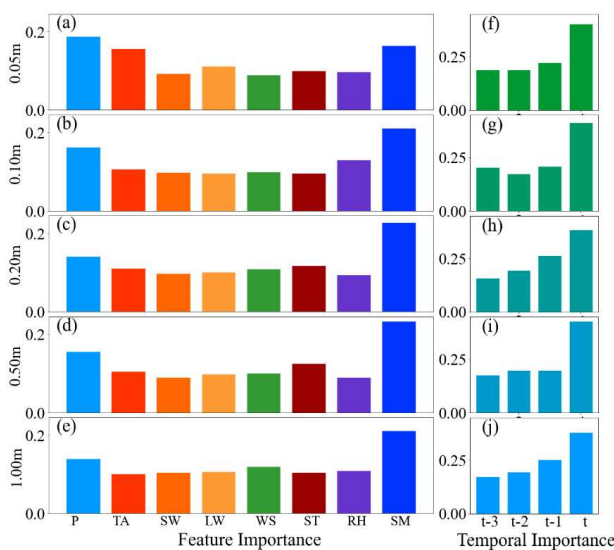 (a) (f)
0.2 0.25
0.0 0.00
0.05m
(b) (g)
0.2 0.25
0.0 0.00
0.10m
(c) (h)
0.2 0.25
0.0 0.00
0.20m
(d) (i)
0.2 0.25
0.0 0.00
0.50m
(e) (j)
0.2 0.25
0.0 0.00
1.00m
P TA SW LW WS ST RH SM t-3 t-2 t-1 t
Feature Importance Temporal Importance